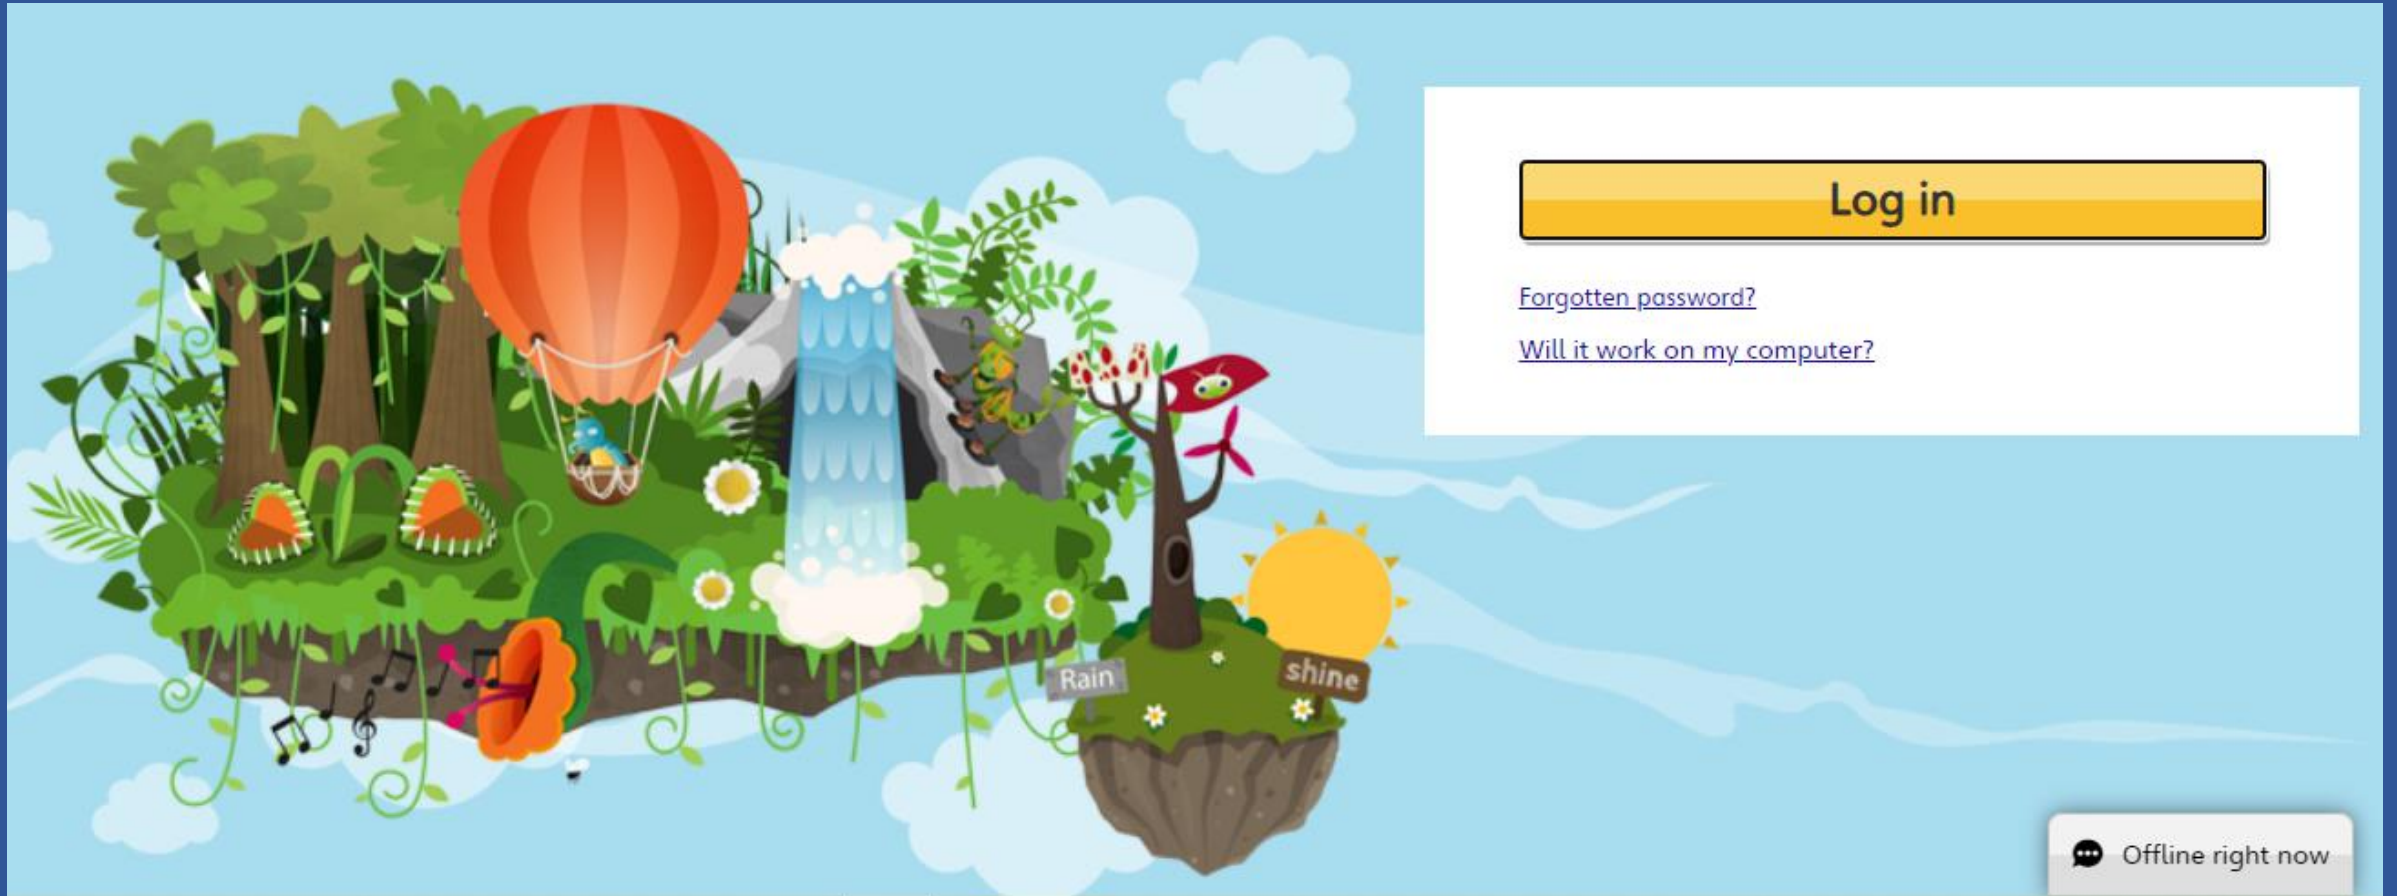 Log in
Forgotten password?
Will it work on my computer?
Rain
shine
Offline right now